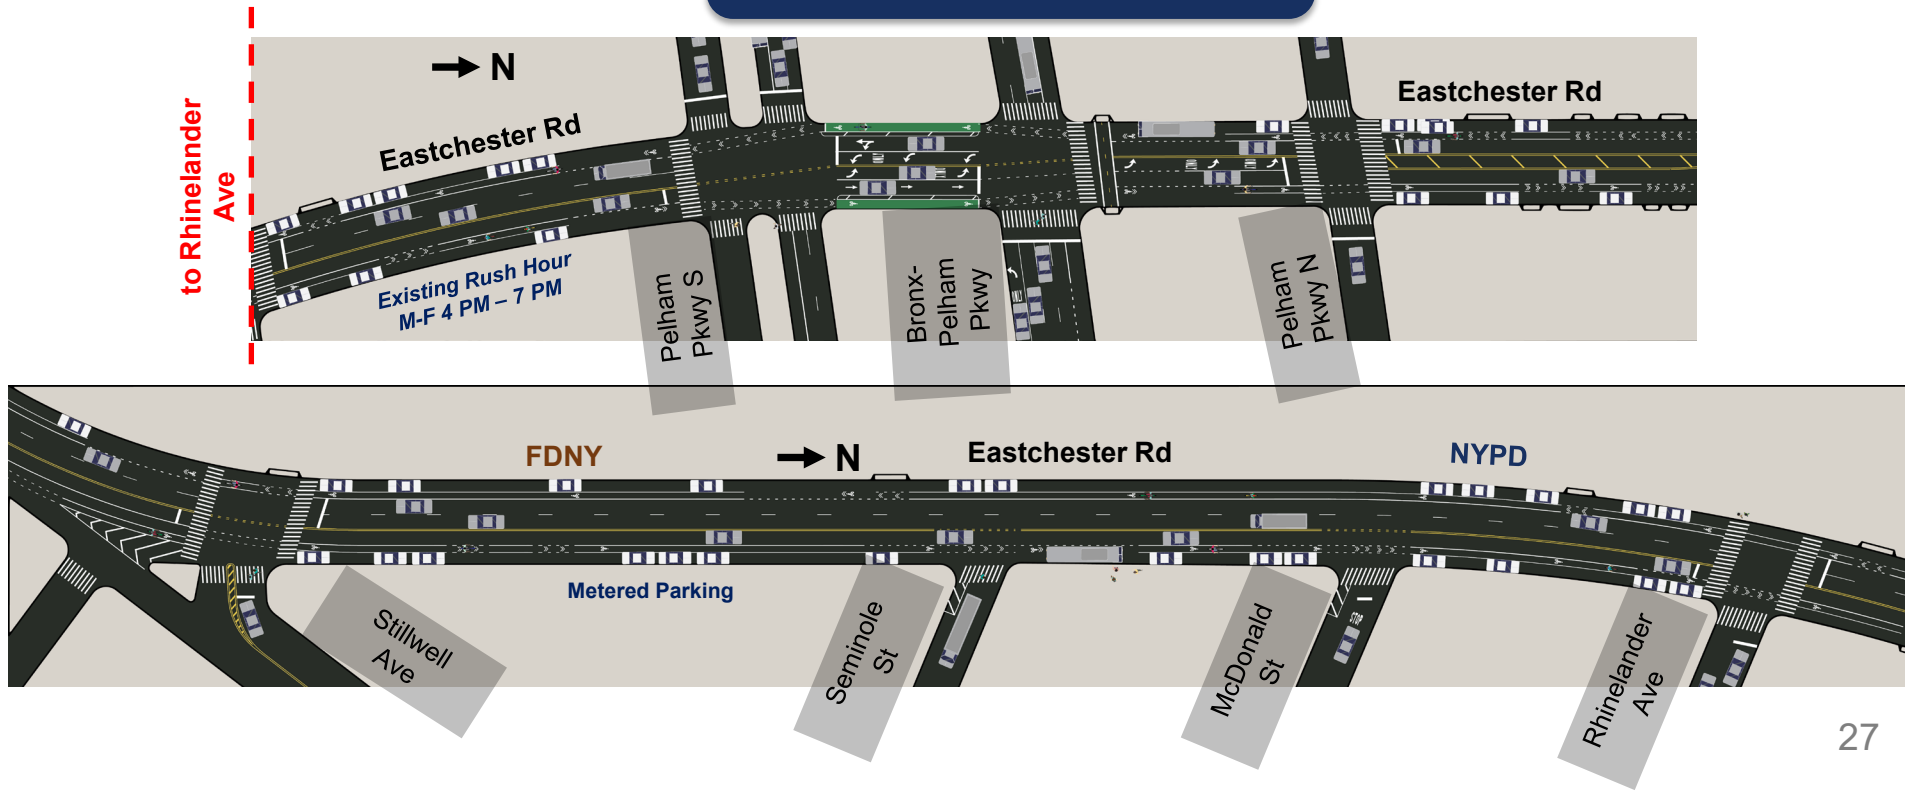 N
Eastchester Rd
Eastchester Rd
to Rhinelander
Ave
Existing Rush Hour
M-F 4 PM – 7 PM
Pelham
Pkwy S
Bronx-
Pelham
Pkwy
Pelham
Pkwy N
FDNY
N
Eastchester Rd
NYPD
Metered Parking
Stillwell
Ave
Seminole
St
McDonald
St
Rhinelander
Ave
27